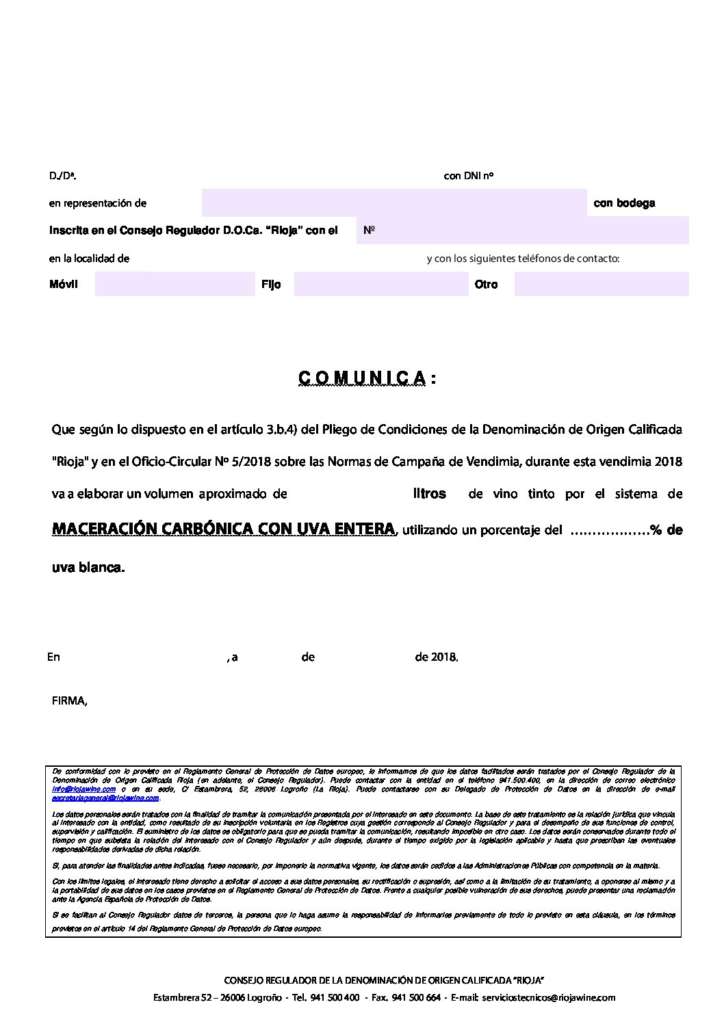 D./Dª. con DNI nº
en representación de con bodega
Inscrita en el Consejo Regulador D.O.Ca. "Rioja" con el Nº
en la localidad de y con los siguientes teléfonos de contacto:
Móvil Fijo Otro
COMUNICA:
Que según lo dispuesto en el artículo 3.b.4) del Pliego de Condiciones de la Denominación de Origen Calificada
"Rioja" y en el Oficio-Circular Nº 5/2018 sobre las Normas de Campaña de Vendimia, durante esta vendimia 2018
va a elaborar un volumen aproximado de litros de vino tinto por el sistema de
MACERACIÓN CARBÓNICA CON UVA ENTERA, utilizando un porcentaje del ..................% de
uva blanca.
En , a de de 2018.
FIRMA,
De conformidad con lo previsto en el Reglamento General de Protección de Datos europeo, le informamos de que los datos facilitados serán tratados por el Consejo Regulador de la
Denominación de Origen Calificada Rioja (en adelante, el Consejo Regulador). Puede contactar con la entidad en el teléfono 941.500.400, en la dirección de correo electrónico
info@riojawine.com o en su sede, C/ Estambrera, 52, 26006 Logroño (La Rioja). Puede contactarse con su Delegado de Protección de Datos en la dirección de e-mail
secretariageneral@riojawine.com.
Los datos personales serán tratados con la finalidad de tramitar la comunicación presentada por el interesado en este documento. La base de este tratamiento es la relación jurídica que vincula
al interesado con la entidad, como resultado de su inscripción voluntaria en los Registros cuya gestión corresponde al Consejo Regulador y para el desempeño de sus funciones de control,
supervisión y calificación. El suministro de los datos es obligatorio para que se pueda tramitar la comunicación, resultando imposible en otro caso. Los datos serán conservados durante todo el
tiempo en que subsista la relación del interesado con el Consejo Regulador y aún después, durante el tiempo exigido por la legislación aplicable y hasta que prescriban las eventuales
responsabilidades derivadas de dicha relación.
Si, para atender las finalidades antes indicadas, fuese necesario, por imponerlo la normativa vigente, los datos serán cedidos a las Administraciones Públicas con competencia en la materia.
Con los límites legales, el interesado tiene derecho a solicitar el acceso a sus datos personales, su rectificación o supresión, así como a la limitación de su tratamiento, a oponerse al mismo y a
la portabilidad de sus datos en los casos previstos en el Reglamento General de Protección de Datos. Frente a cualquier posible vulneración de sus derechos, puede presentar una reclamación
ante la Agencia Española de Protección de Datos.
Si se facilitan al Consejo Regulador datos de terceros, la persona que lo haga asume la responsabilidad de informarles previamente de todo lo previsto en esta cláusula, en los términos
previstos en el artículo 14 del Reglamento General de Protección de Datos europeo.
CONSEJO REGULADOR DE LA DENOMINACIÓN DE ORIGEN CALIFICADA "RIOJA"
Estambrera 52 – 26006 Logroño - Tel. 941 500 400 - Fax. 941 500 664 - E-mail: serviciostecnicos@riojawine.com